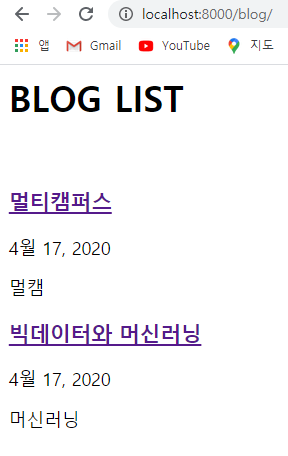 localhost:8000/blog/
앱 Gmail YouTube 지도
BLOG LIST
멀티캠퍼스
4월 17, 2020
멀캠
빅데이터와 머신러닝
4월 17, 2020
머신러닝